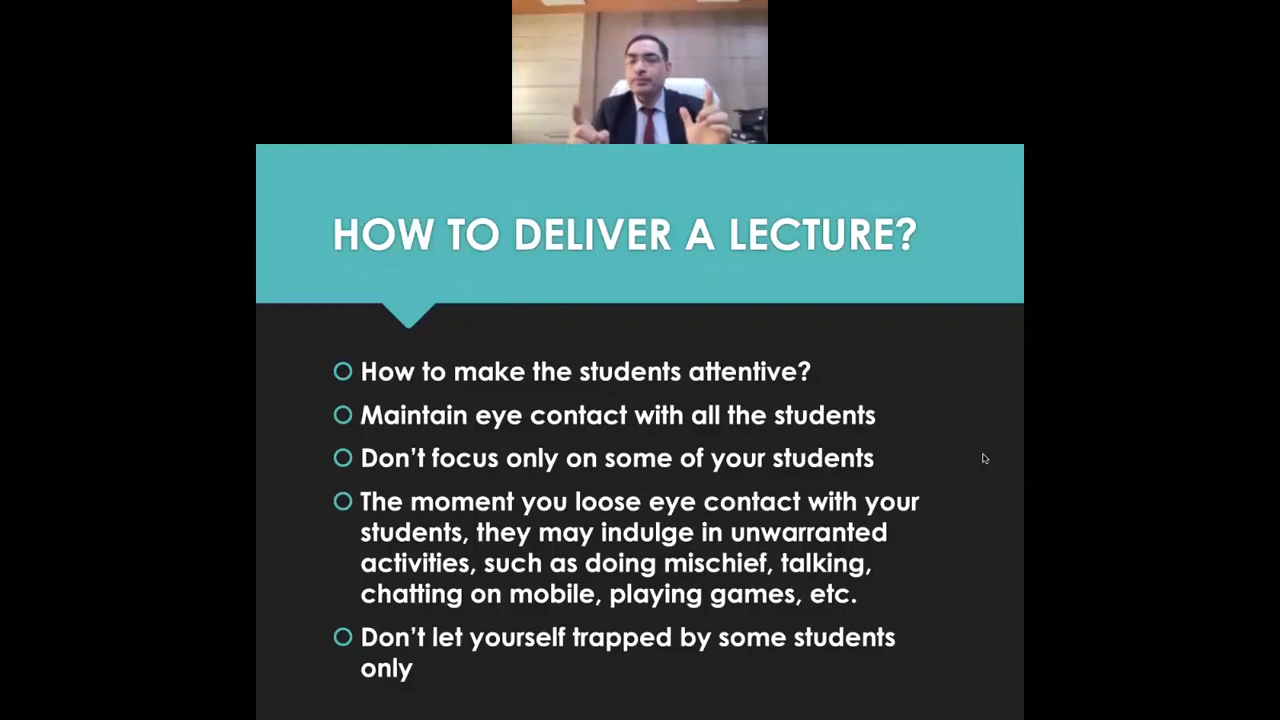 HOW TO DELIVER A LECTURE?
How to make the students attentive?
Maintain eye contact with all the students
Don't focus only on some of your students
The moment you loose eye contact with your
students, they may indulge in unwarranted
activities, such as doing mischief, talking,
chatting on mobile, playing games, etc.
Don't let yourself trapped by some students
only